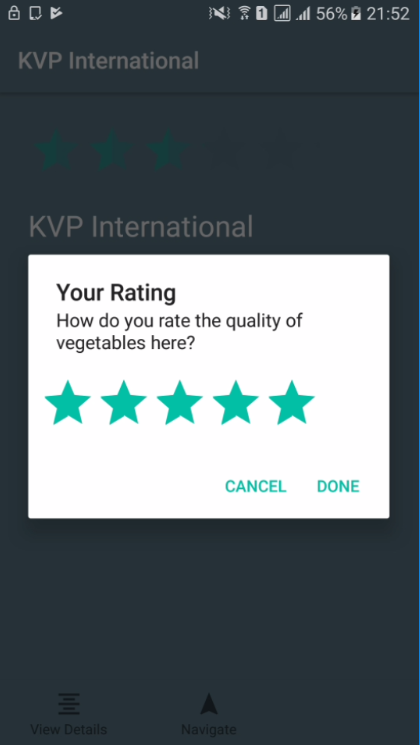 1 56% 21:52
KVP International
KVP International
Your Rating
How do you rate the quality of
vegetables here?
CANCEL DONE
View Details Navigate